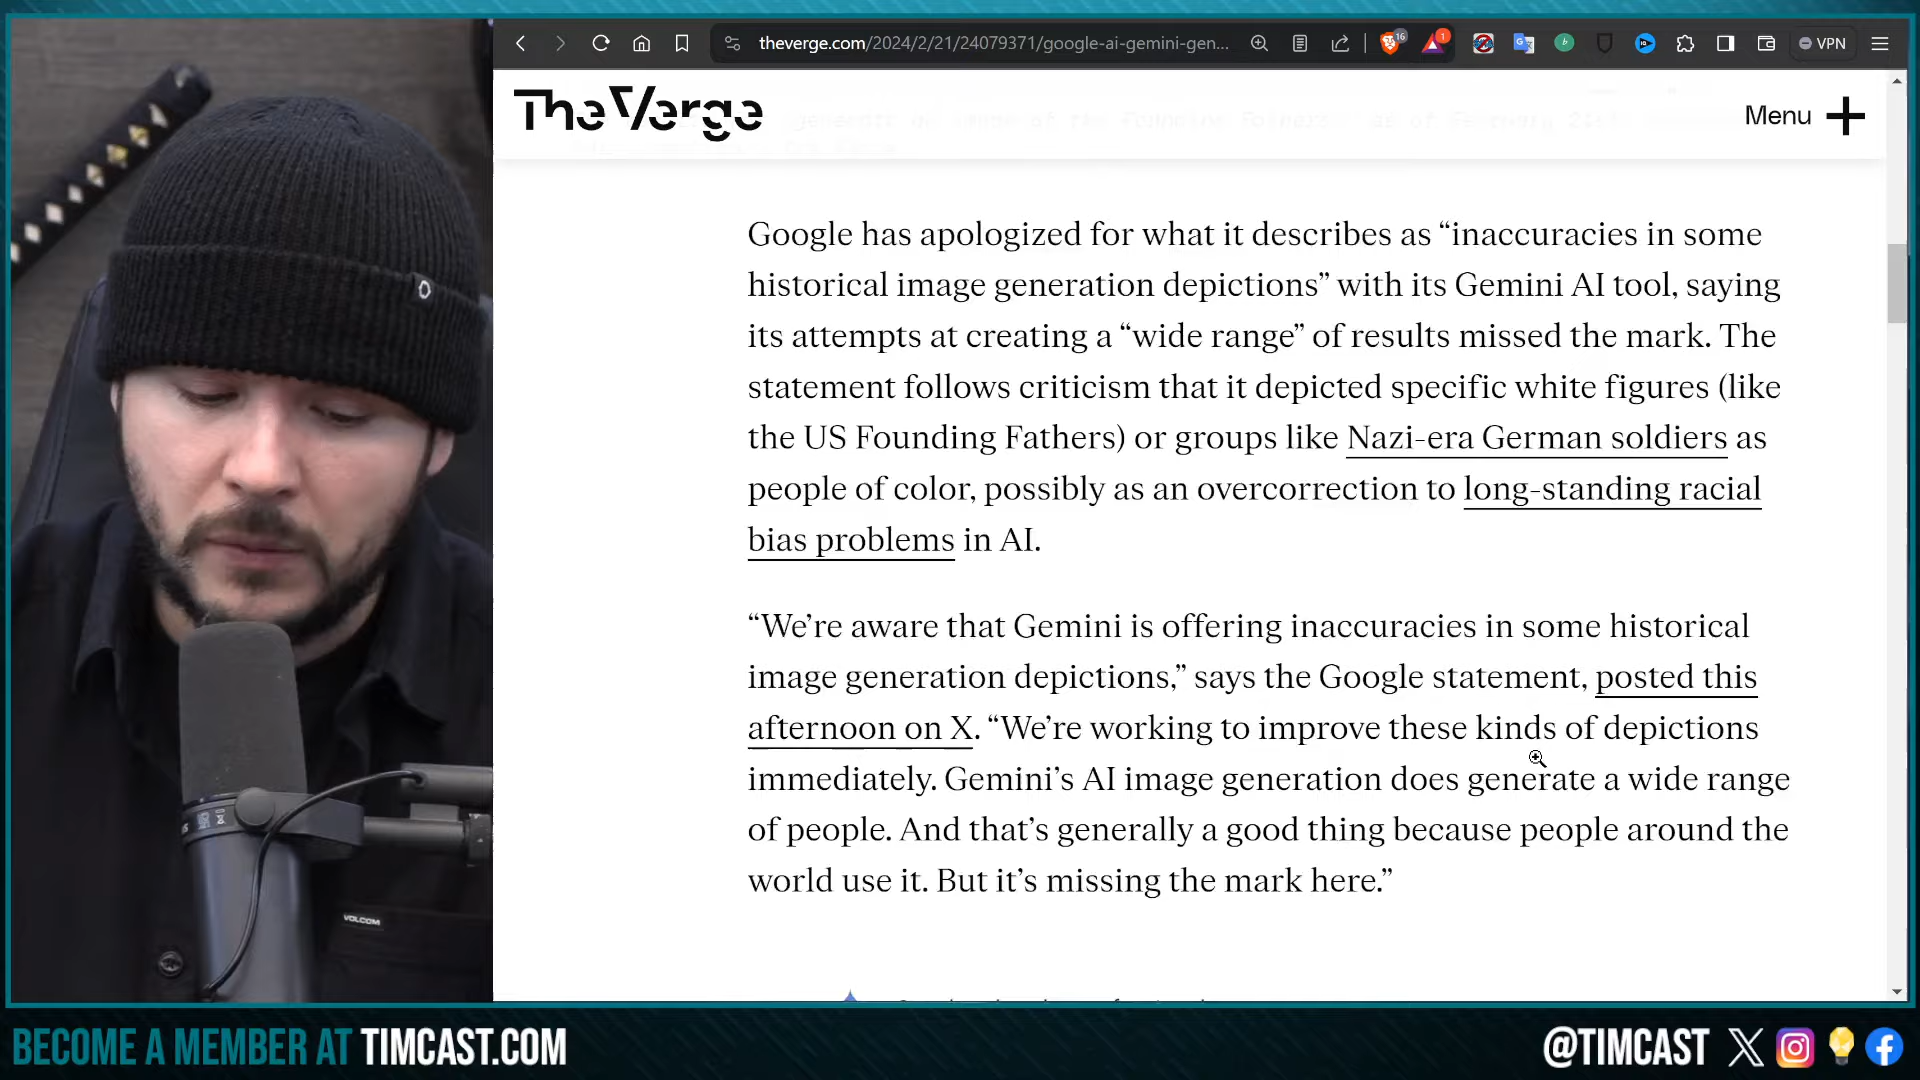 theverge.com/2024/2/21/24079371/google-ai-gemini-gen...
16
1
VPN
The Verge
Menu
Google has apologized for what it describes as “inaccuracies in some
historical image generation depictions” with its Gemini AI tool, saying
its attempts at creating a “wide range” of results missed the mark. The
statement follows criticism that it depicted specific white figures (like
the US Founding Fathers) or groups like Nazi-era German soldiers as
people of color, possibly as an overcorrection to long-standing racial
bias problems in AI.
“We’re aware that Gemini is offering inaccuracies in some historical
image generation depictions,” says the Google statement, posted this
afternoon on X. “We’re working to improve these kinds of depictions
immediately. Gemini’s AI image generation does generate a wide range
of people. And that’s generally a good thing because people around the
world use it. But it’s missing the mark here.”
VOLCOM
BECOME A MEMBER AT TIMCAST.COM
@TIMCAST